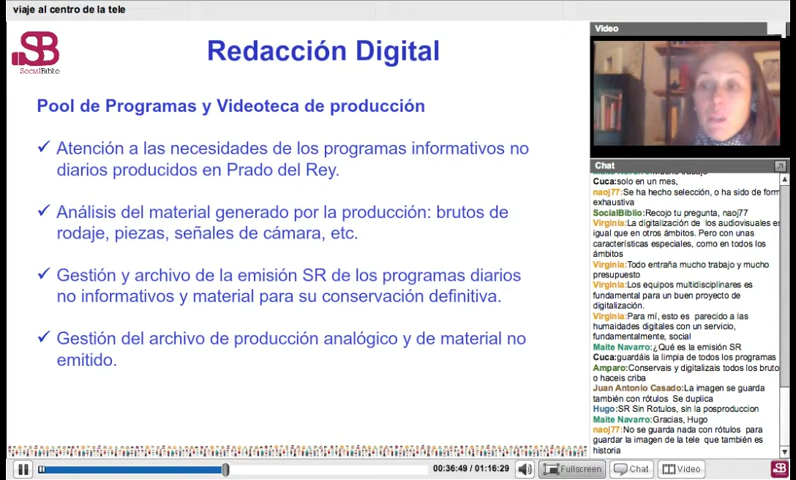 viaje al centro de la tele
SB
SocialBiblio
Redacción Digital
Pool de Programas y Videoteca de producción
✓ Atención a las necesidades de los programas informativos no
diarios producidos en Prado del Rey.
✓ Análisis del material generado por la producción: brutos de
rodaje, piezas, señales de cámara, etc.
✓ Gestión y archivo de la emisión SR de los programas diarios
no informativos y material para su conservación definitiva.
✓ Gestión del archivo de producción analógico y de material no
emitido.
Video
Chat
Cuca:solo en un mes,
naoj77:Se ha hecho selección, o ha sido de form
exhaustiva
SocialBiblio:Recojo tu pregunta, naoj77
Virginia:La digitalización de los audiovisuales es
igual que en otros ámbitos. Pero con unas
características especiales, como en todos los
ámbitos
Virginia:Todo entraña mucho trabajo y mucho
presupuesto
Virginia:Los equipos multidisciplinares es
fundamental para un buen proyecto de
digitalización.
Virginia:Para mí, esto es parecido a las
humaidades digitales con un servicio,
fundamentalmente, social
Maite Navarro:¿Qué es la emisión SR
Cuca:guardáis la limpia de todos los programas
Amparo:Conservais y digitalizais todos los bruto
o haceis criba
Juan Antonio Casado:La imagen se guarda
también con rótulos Se duplica
Hugo:SR Sin Rotulos, sin la posproduccion
Maite Navarro:Gracias, Hugo
naoj77:No se guarda nada con rótulos para
guardar la imagen de la tele que también es
historia
00:36:49 / 01:16:29
Fullscreen
Chat
Video
SB